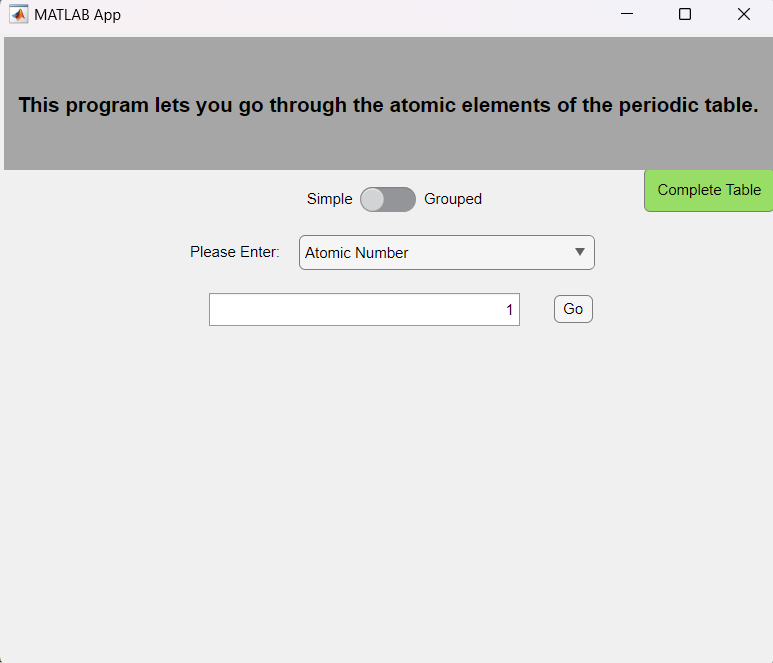 MATLAB App
This program lets you go through the atomic elements of the periodic table.
Simple Grouped
Complete Table
Please Enter: Atomic Number
1 Go